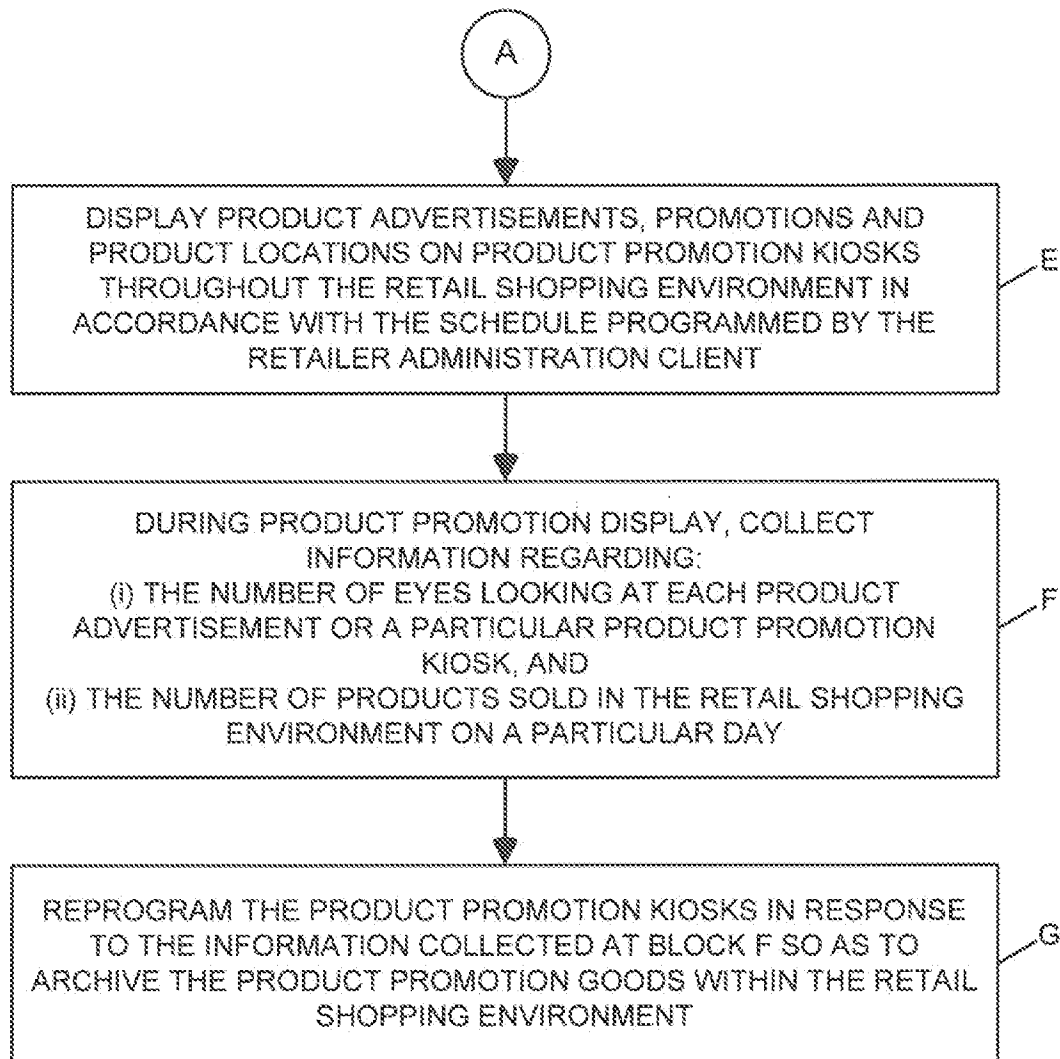 A
DISPLAY PRODUCT ADVERTISEMENTS, PROMOTIONS AND
PRODUCT LOCATIONS ON PRODUCT PROMOTION KIOSKS
THROUGHOUT THE RETAIL SHOPPING ENVIRONMENT IN
ACCORDANCE WITH THE SCHEDULE PROGRAMMED BY THE
RETAILER ADMINISTRATION CLIENT
E
DURING PRODUCT PROMOTION DISPLAY, COLLECT
INFORMATION REGARDING:
(i) THE NUMBER OF EYES LOOKING AT EACH PRODUCT
ADVERTISEMENT OR A PARTICULAR PRODUCT PROMOTION
KIOSK, AND
(ii) THE NUMBER OF PRODUCTS SOLD IN THE RETAIL SHOPPING
ENVIRONMENT ON A PARTICULAR DAY
F
REPROGRAM THE PRODUCT PROMOTION KIOSKS IN RESPONSE
TO THE INFORMATION COLLECTED AT BLOCK F SO AS TO
ARCHIVE THE PRODUCT PROMOTION GOODS WITHIN THE RETAIL
SHOPPING ENVIRONMENT
G